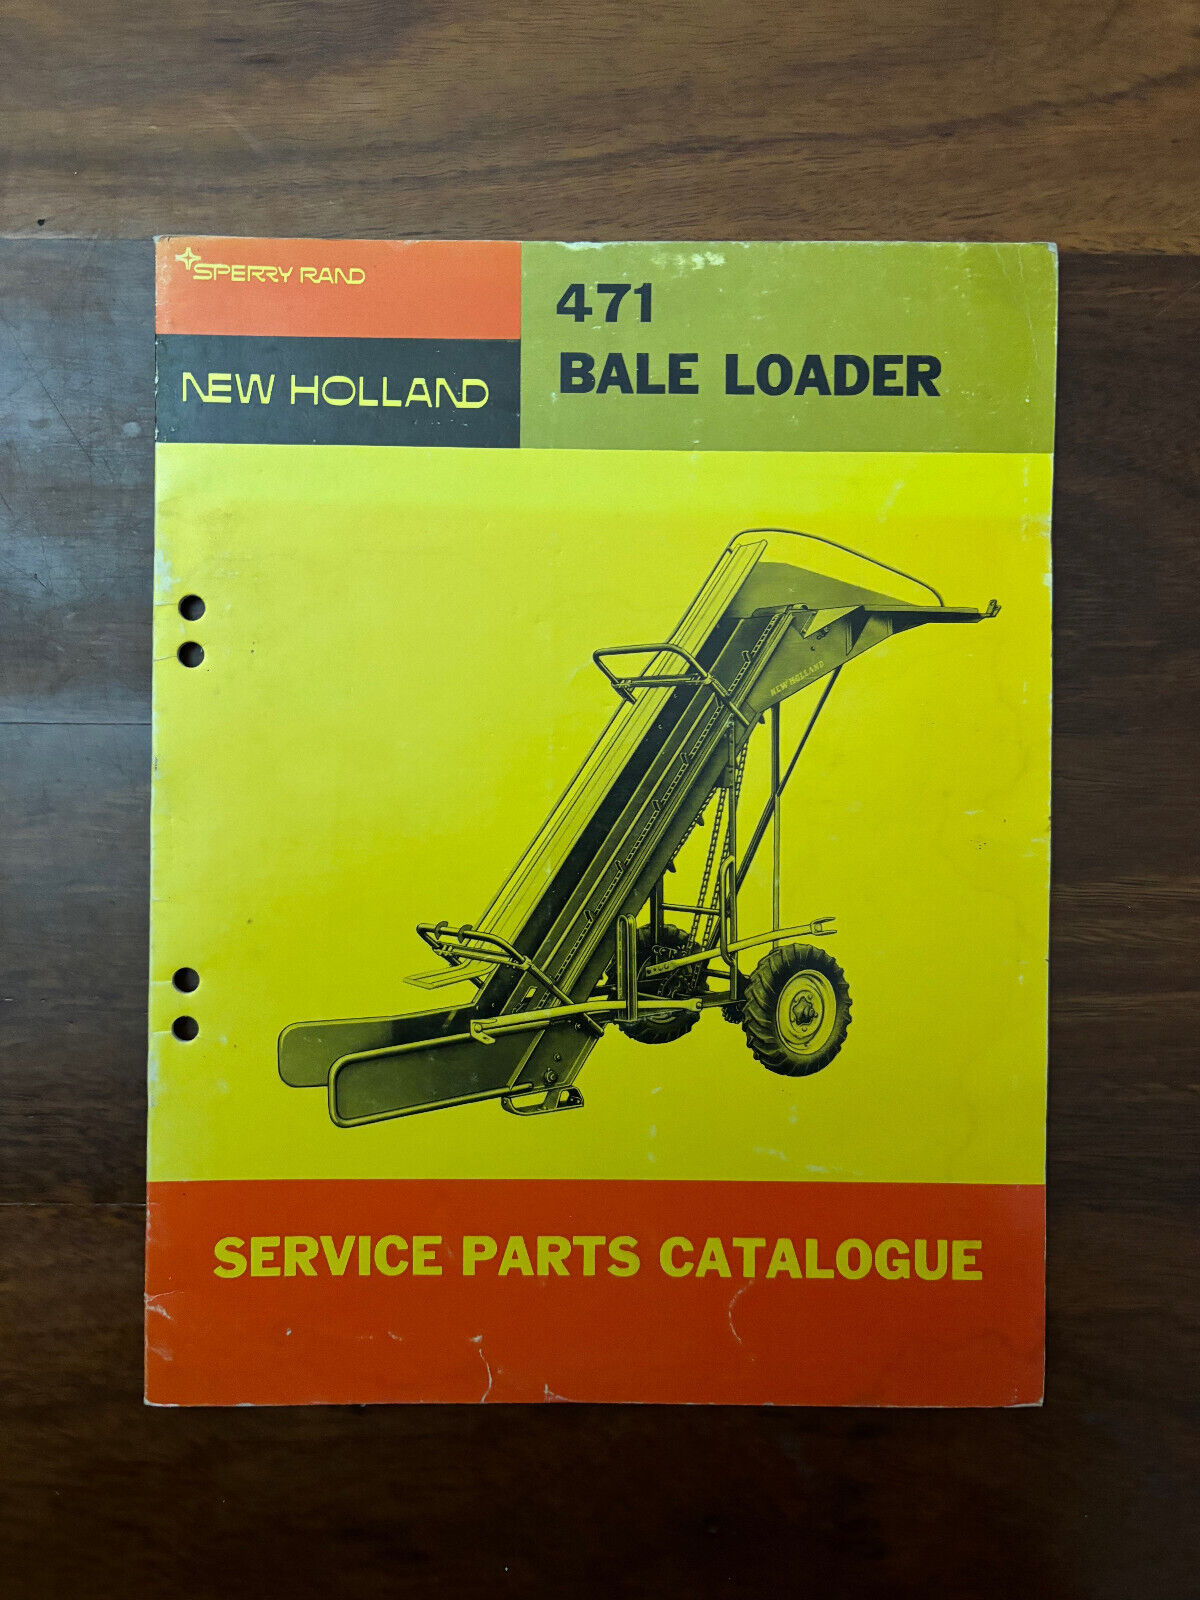 SPERRY RAND
NEW HOLLAND
471
BALE LOADER
NEW HOLLAND
SERVICE PARTS CATALOGUE